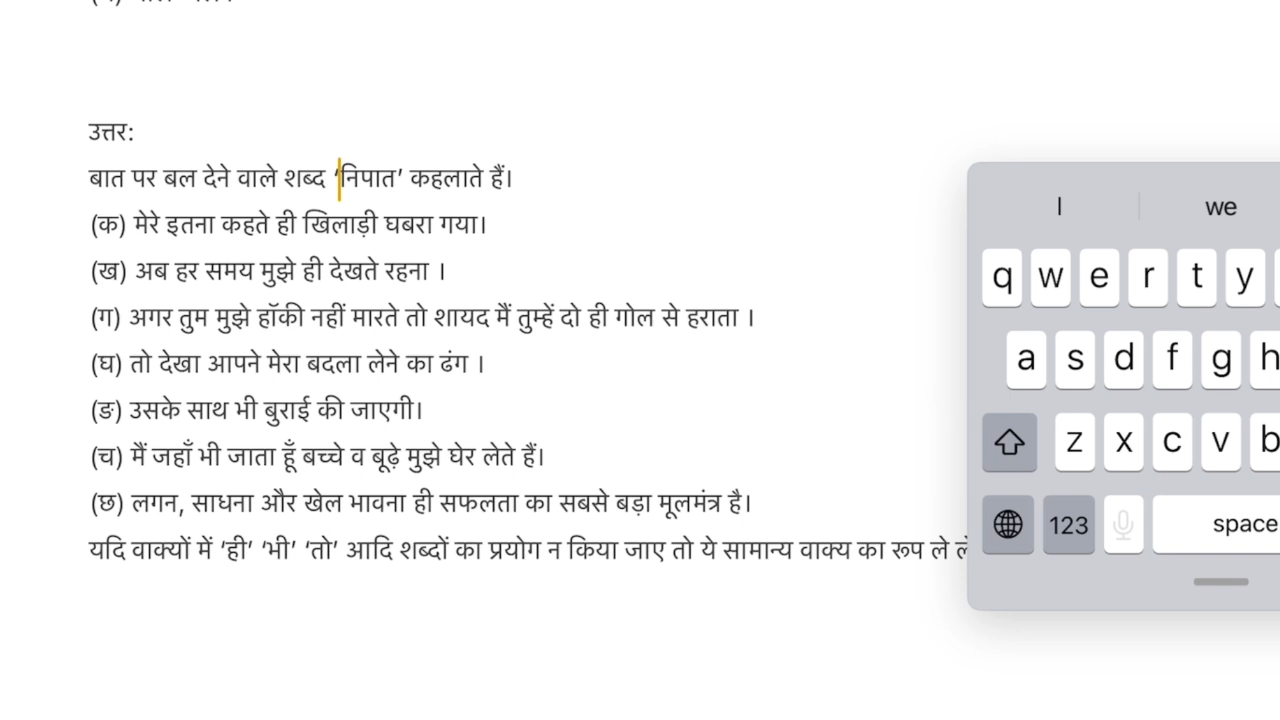 उत्तर:
बात पर बल देने वाले शब्द ‘निपात’ कहलाते हैं।
(क) मेरे इतना कहते ही खिलाड़ी घबरा गया।
(ख) अब हर समय मुझे ही देखते रहना ।
(ग) अगर तुम मुझे हॉकी नहीं मारते तो शायद मैं तुम्हें दो ही गोल से हराता ।
(घ) तो देखा आपने मेरा बदला लेने का ढंग ।
(ङ) उसके साथ भी बुराई की जाएगी।
(च) मैं जहाँ भी जाता हूँ बच्चे व बूढ़े मुझे घेर लेते हैं।
(छ) लगन, साधना और खेल भावना ही सफलता का सबसे बड़ा मूलमंत्र है।
यदि वाक्यों में ‘ही’ ‘भी’ ‘तो’ आदि शब्दों का प्रयोग न किया जाए तो ये सामान्य वाक्य का रूप ले
I we
q w e r t y
a s d f g h
z x c v b
123 space